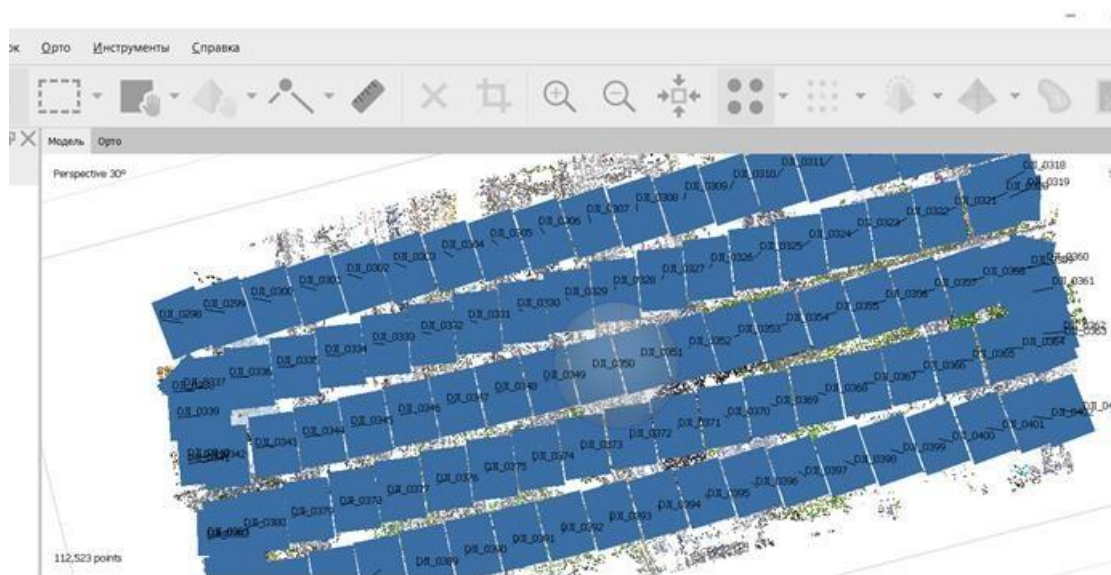 ок Орто Инструменты Справка
Модель Орто
Perspective 30°
DJI_0311
DJI_0310
DJI_0309
DJI_0308
DJI_0307
DJI_0306
DJI_0305
DJI_0304
DJI_0303
DJI_0302
DJI_0301
DJI_0300
DJI_0299
DJI_0298
DJI_0318
DJI_0319
DJI_0321
DJI_0322
DJI_0323
DJI_0324
DJI_0325
DJI_0326
DJI_0327
DJI_0328
DJI_0329
DJI_0330
DJI_0331
DJI_0332
DJI_0333
DJI_0334
DJI_0335
DJI_0336
DJI_0339
DJI_0343
DJI_0344
DJI_0345
DJI_0346
DJI_0347
DJI_0348
DJI_0349
DJI_0350
DJI_0351
DJI_0352
DJI_0353
DJI_0354
DJI_0355
DJI_0356
DJI_0357
DJI_0358
DJI_0360
DJI_0361
DJI_0364
DJI_0365
DJI_0366
DJI_0367
DJI_0368
DJI_0369
DJI_0370
DJI_0371
DJI_0372
DJI_0373
DJI_0374
DJI_0375
DJI_0376
DJI_0377
DJI_0378
DJI_0379
DJI_0380
DJI_0389
DJI_0390
DJI_0391
DJI_0392
DJI_0393
DJI_0394
DJI_0395
DJI_0396
DJI_0397
DJI_0398
DJI_0399
DJI_0400
DJI_0401
DJI_0402
112,523 points